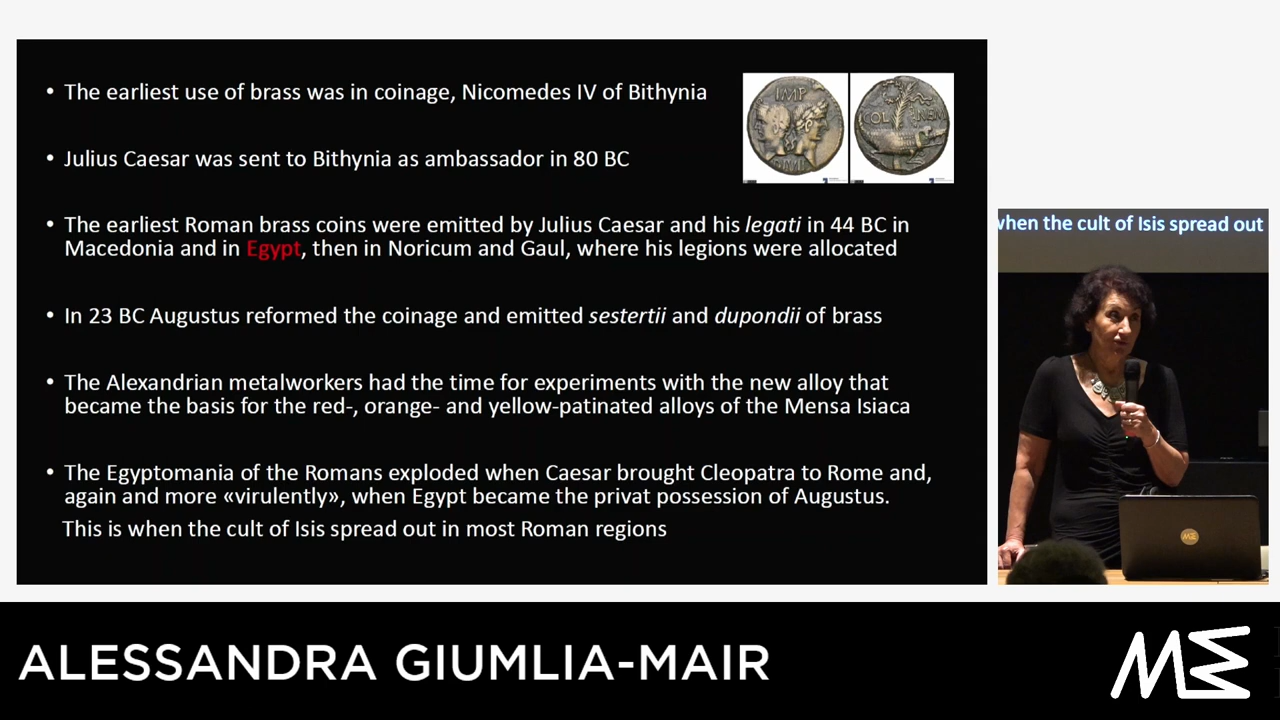 • The earliest use of brass was in coinage, Nicomedes IV of Bithynia
• Julius Caesar was sent to Bithynia as ambassador in 80 BC
• The earliest Roman brass coins were emitted by Julius Caesar and his legati in 44 BC in
Macedonia and in Egypt, then in Noricum and Gaul, where his legions were allocated
• In 23 BC Augustus reformed the coinage and emitted sestertii and dupondii of brass
• The Alexandrian metalworkers had the time for experiments with the new alloy that
became the basis for the red-, orange- and yellow-patinated alloys of the Mensa Isiaca
• The Egyptomania of the Romans exploded when Caesar brought Cleopatra to Rome and,
again and more «virulently», when Egypt became the privat possession of Augustus.
This is when the cult of Isis spread out in most Roman regions
IMP
COL NEM
when the cult of Isis spread out
ALESSANDRA GIUMLIA-MAIR